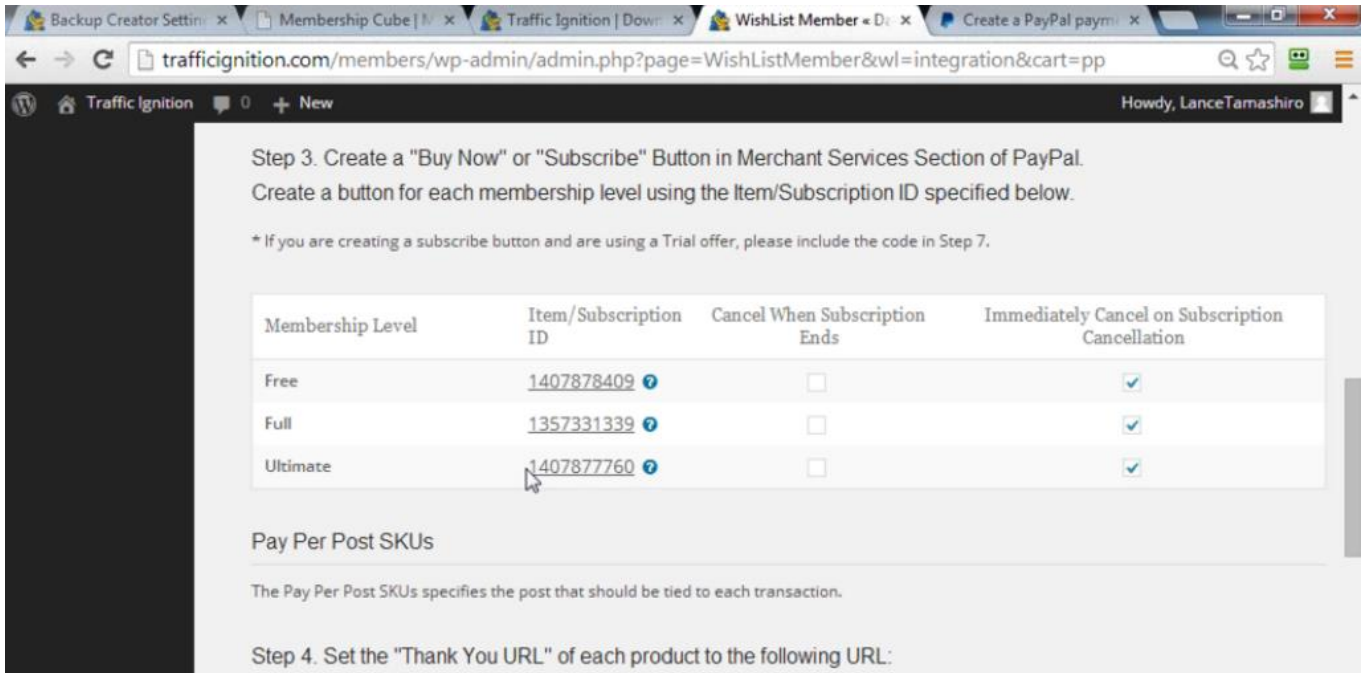 Backup Creator Settin
Membership Cube | M
Traffic Ignition | Down
WishList Member « Da
Create a PayPal payme
trafficignition.com/members/wp-admin/admin.php?page=WishListMember&wl=integration&cart=pp
Traffic Ignition 0 + New Howdy, LanceTamashiro
Step 3. Create a "Buy Now" or "Subscribe" Button in Merchant Services Section of PayPal.
Create a button for each membership level using the Item/Subscription ID specified below.
* If you are creating a subscribe button and are using a Trial offer, please include the code in Step 7.
Membership Level
Item/Subscription
ID
Cancel When Subscription
Ends
Immediately Cancel on Subscription
Cancellation
Free 1407878409
Full 1357331339
Ultimate 1407877760
Pay Per Post SKUs
The Pay Per Post SKUs specifies the post that should be tied to each transaction.
Step 4. Set the "Thank You URL" of each product to the following URL: